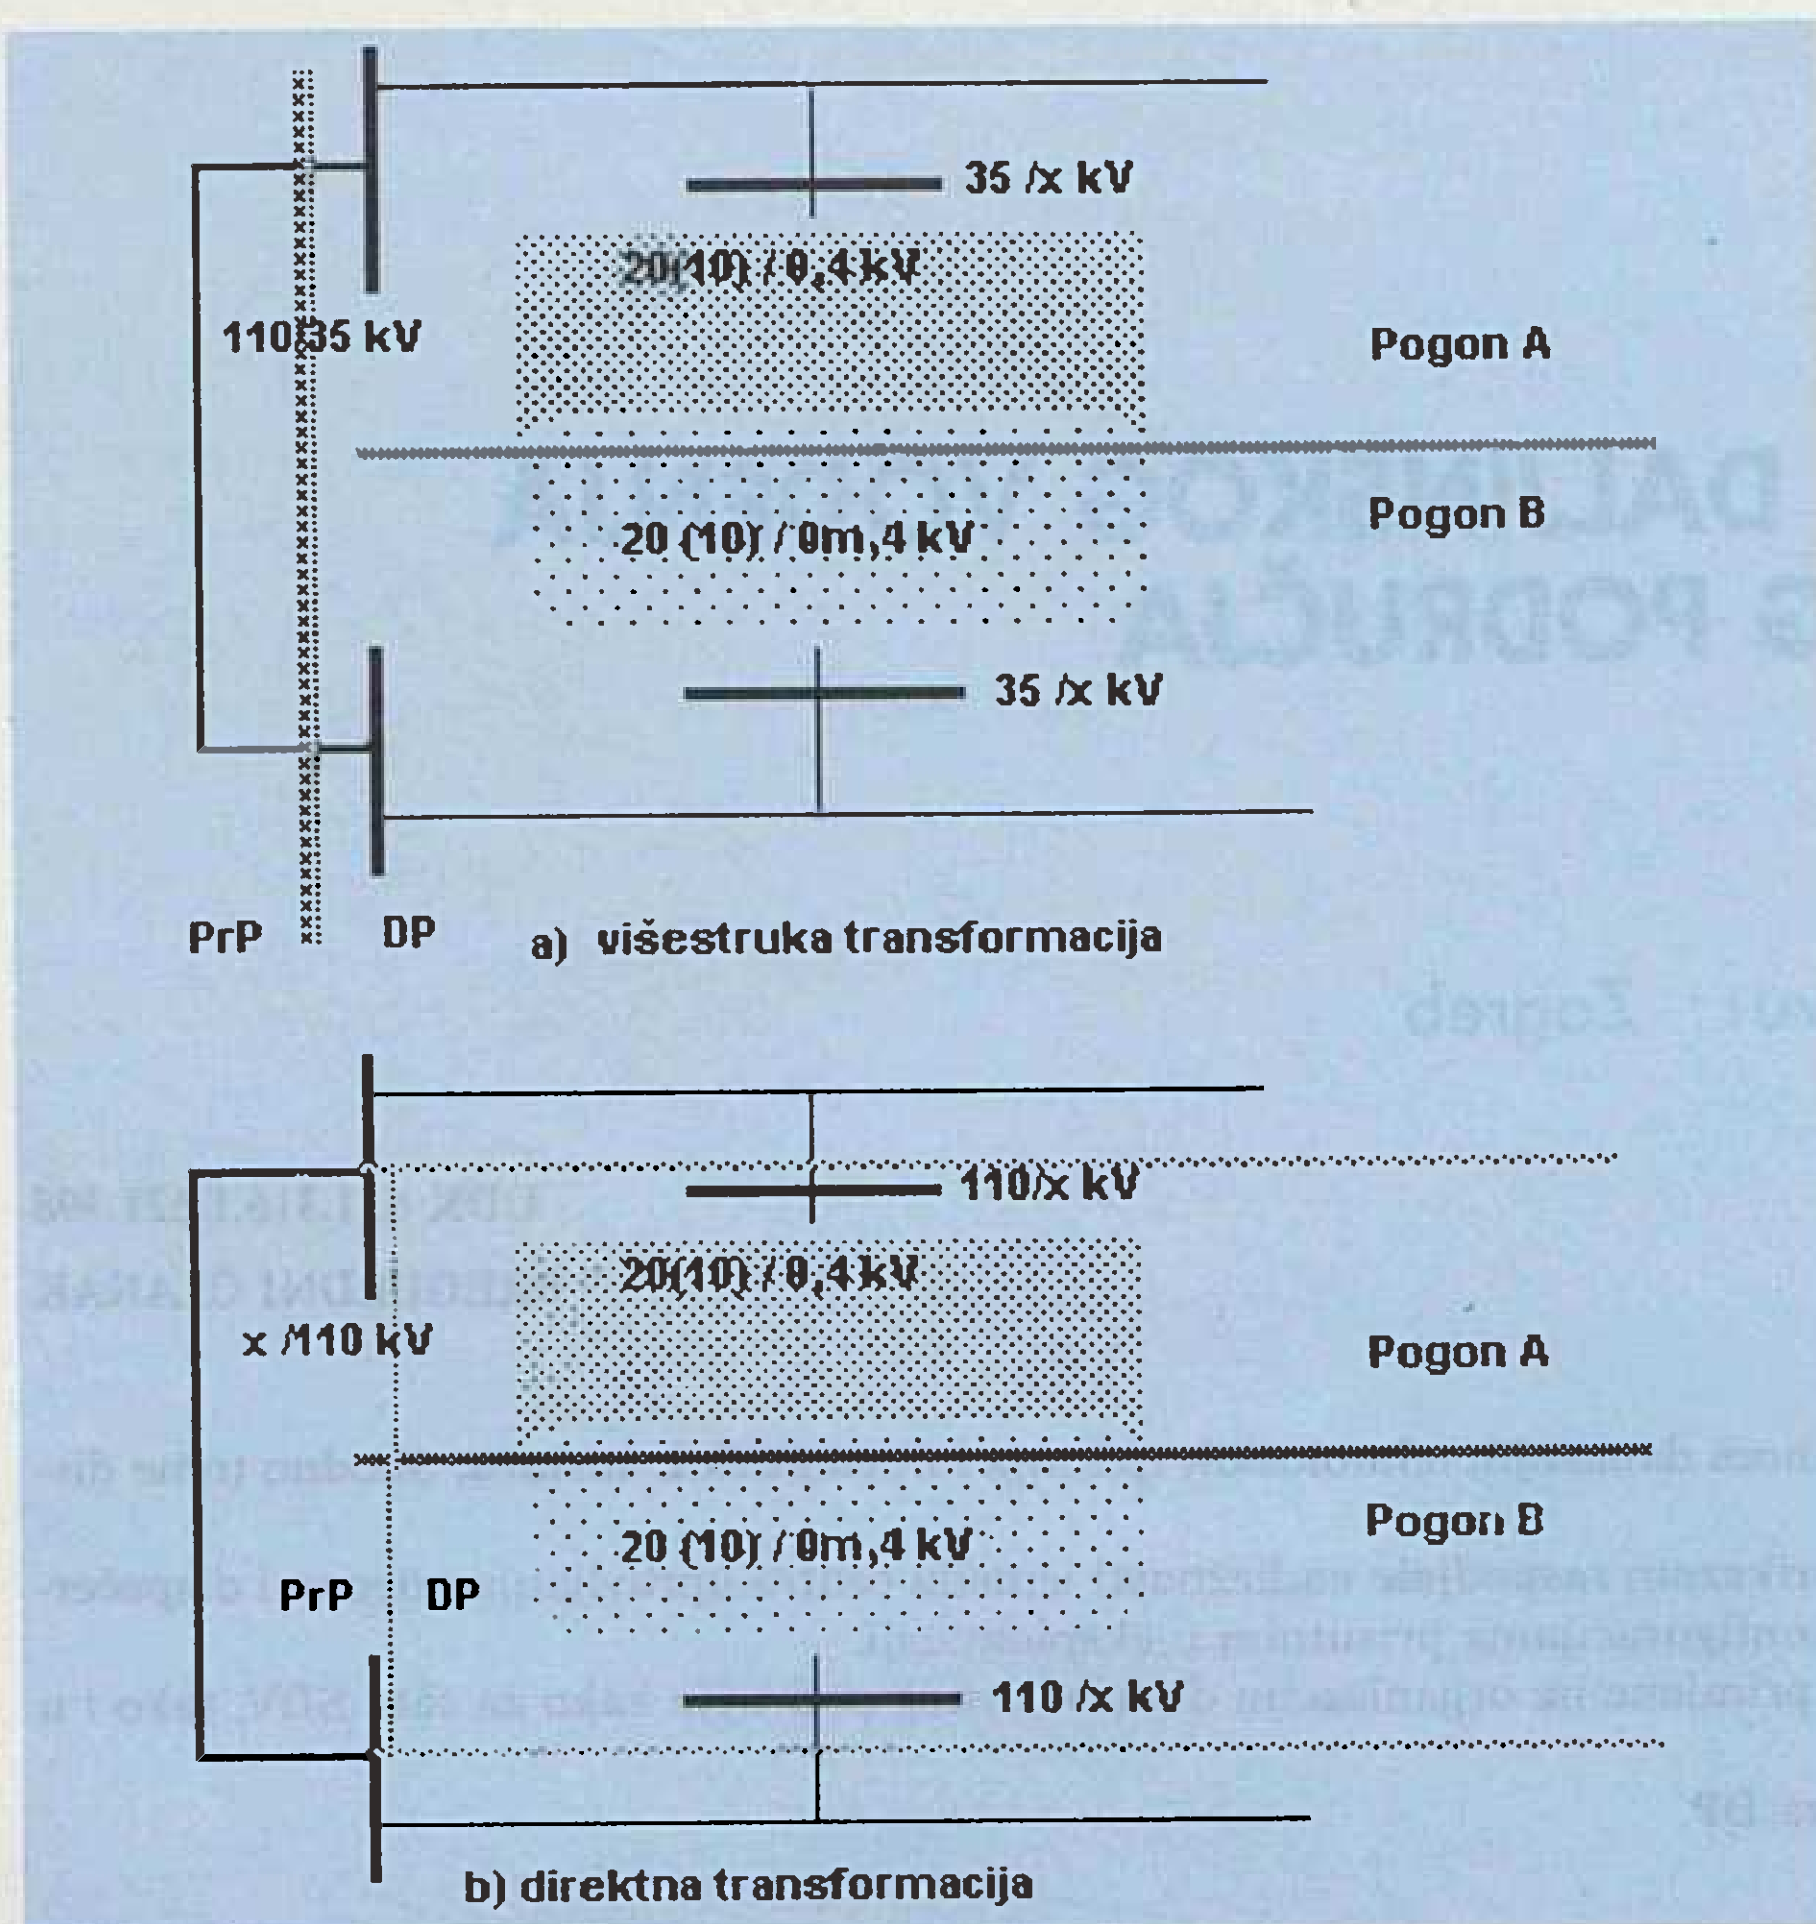 35 /x kV
20(10) / 0,4 kV
110/35 kV
Pogon A
Pogon B
20 (10) / 0m,4 kV
35 /x kV
PrP
DP
a) višestruka transformacija
110/x kV
20(10) / 0,4 kV
x /110 kV
Pogon A
Pogon B
20 (10) / 0m,4 kV
PrP
DP
110 /x kV
b) direktna transformacija